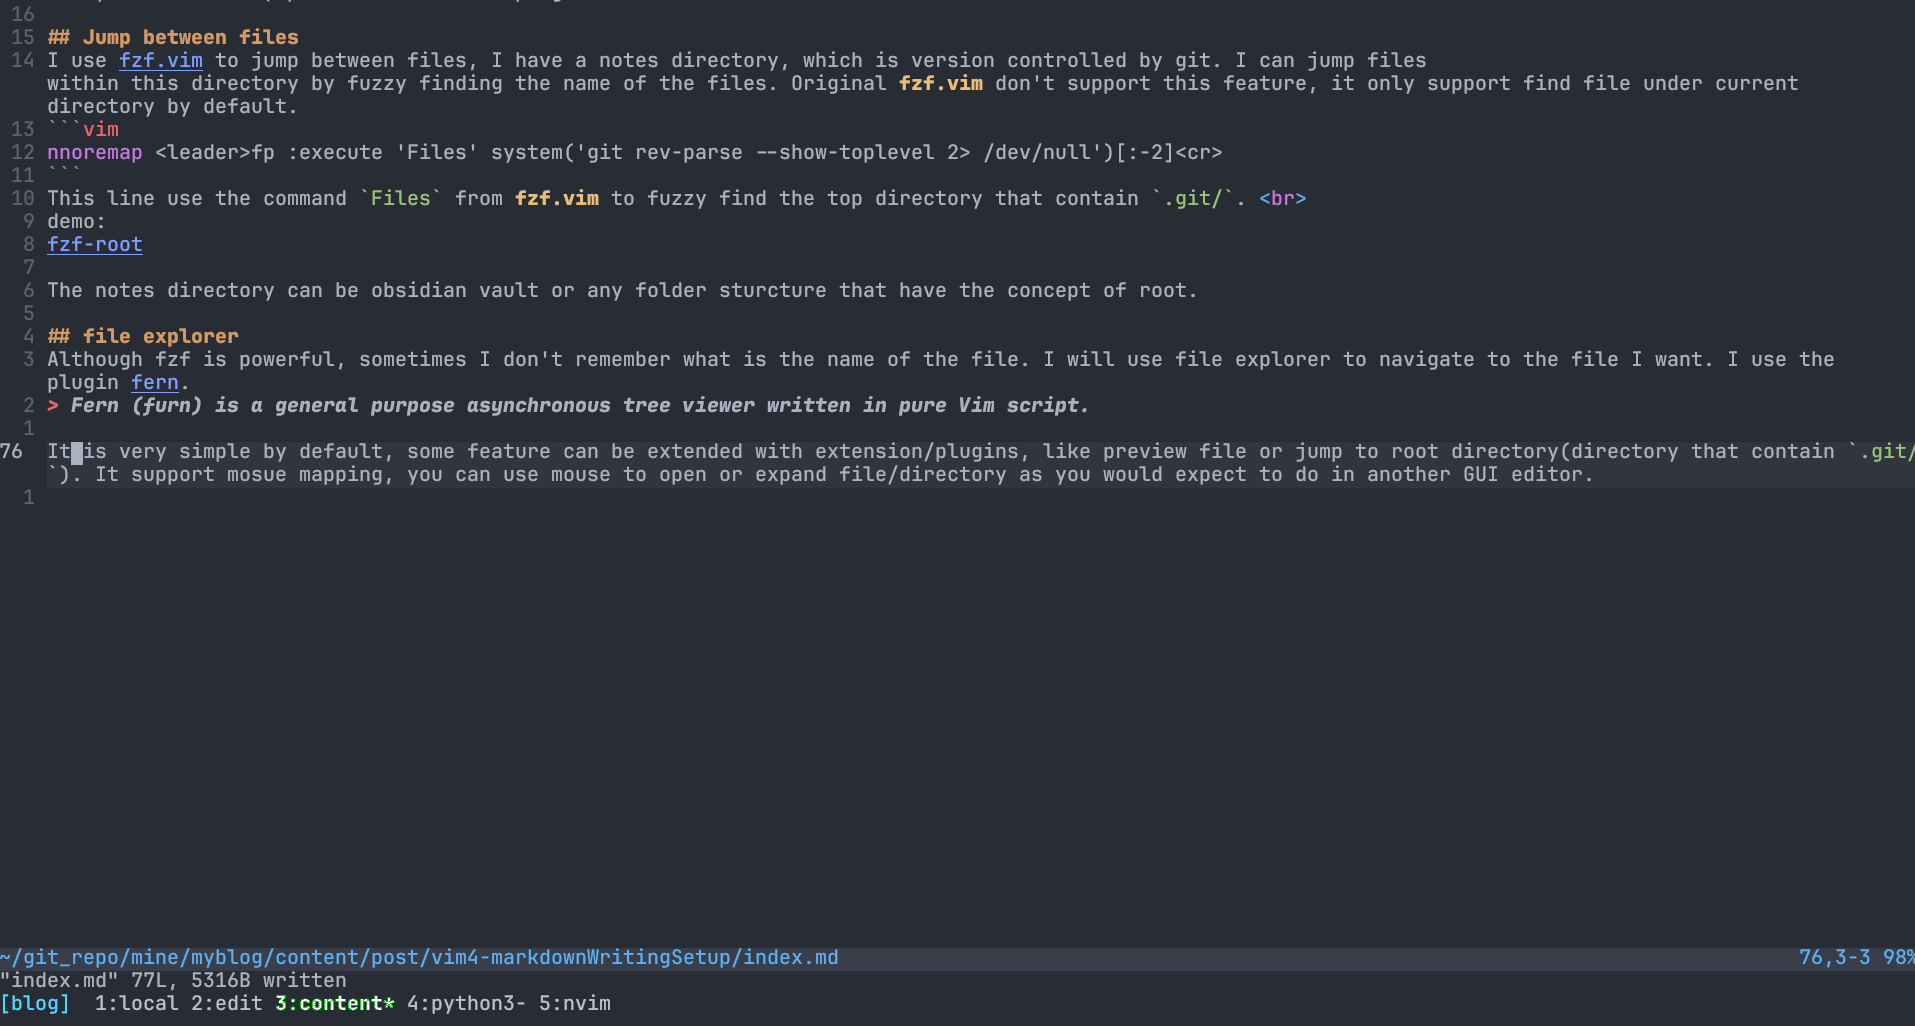 16
15 ## Jump between files
14 I use fzf.vim to jump between files, I have a notes directory, which is version controlled by git. I can jump files
within this directory by fuzzy finding the name of the files. Original fzf.vim don't support this feature, it only support find file under current
directory by default.
13 ```vim
12 nnoremap <leader>fp :execute 'Files' system('git rev-parse --show-toplevel 2> /dev/null')[:-2]<cr>
11 ```
10 This line use the command `Files` from fzf.vim to fuzzy find the top directory that contain `.git/`. <br>
9 demo:
8 fzf-root
7
6 The notes directory can be obsidian vault or any folder sturcture that have the concept of root.
5
4 ## file explorer
3 Although fzf is powerful, sometimes I don't remember what is the name of the file. I will use file explorer to navigate to the file I want. I use the
plugin fern.
2 > Fern (furn) is a general purpose asynchronous tree viewer written in pure Vim script.
1
76 It is very simple by default, some feature can be extended with extension/plugins, like preview file or jump to root directory(directory that contain `.git/
`). It support mosue mapping, you can use mouse to open or expand file/directory as you would expect to do in another GUI editor.
1
~/git_repo/mine/myblog/content/post/vim4-markdownWritingSetup/index.md 76,3-3 98%
"index.md" 77L, 5316B written
[blog] 1:local 2:edit 3:content* 4:python3- 5:nvim